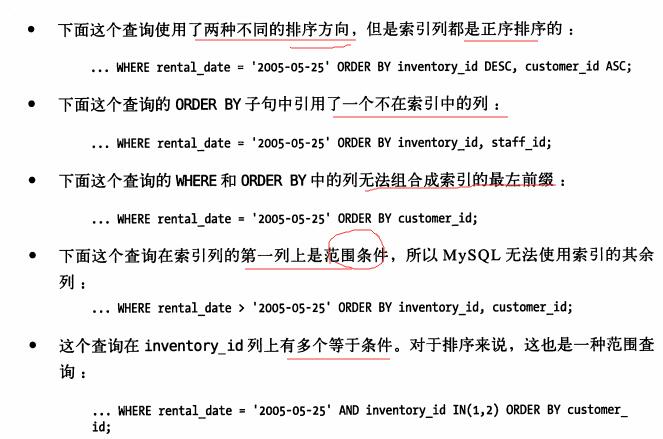 • 下面这个查询使用了两种不同的排序方向，但是索引列都是正序排序的：
... WHERE rental_date = '2005-05-25' ORDER BY inventory_id DESC, customer_id ASC;
• 下面这个查询的 ORDER BY 子句中引用了一个不在索引中的列：
... WHERE rental_date = '2005-05-25' ORDER BY inventory_id, staff_id;
• 下面这个查询的 WHERE 和 ORDER BY 中的列无法组合成索引的最左前缀：
... WHERE rental_date = '2005-05-25' ORDER BY customer_id;
• 下面这个查询在索引列的第一列上是范围条件，所以 MySQL 无法使用索引的其余
列：
... WHERE rental_date > '2005-05-25' ORDER BY inventory_id, customer_id;
• 这个查询在 inventory_id 列上有多个等于条件。对于排序来说，这也是一种范围查
询：
... WHERE rental_date = '2005-05-25' AND inventory_id IN(1,2) ORDER BY customer_
id;